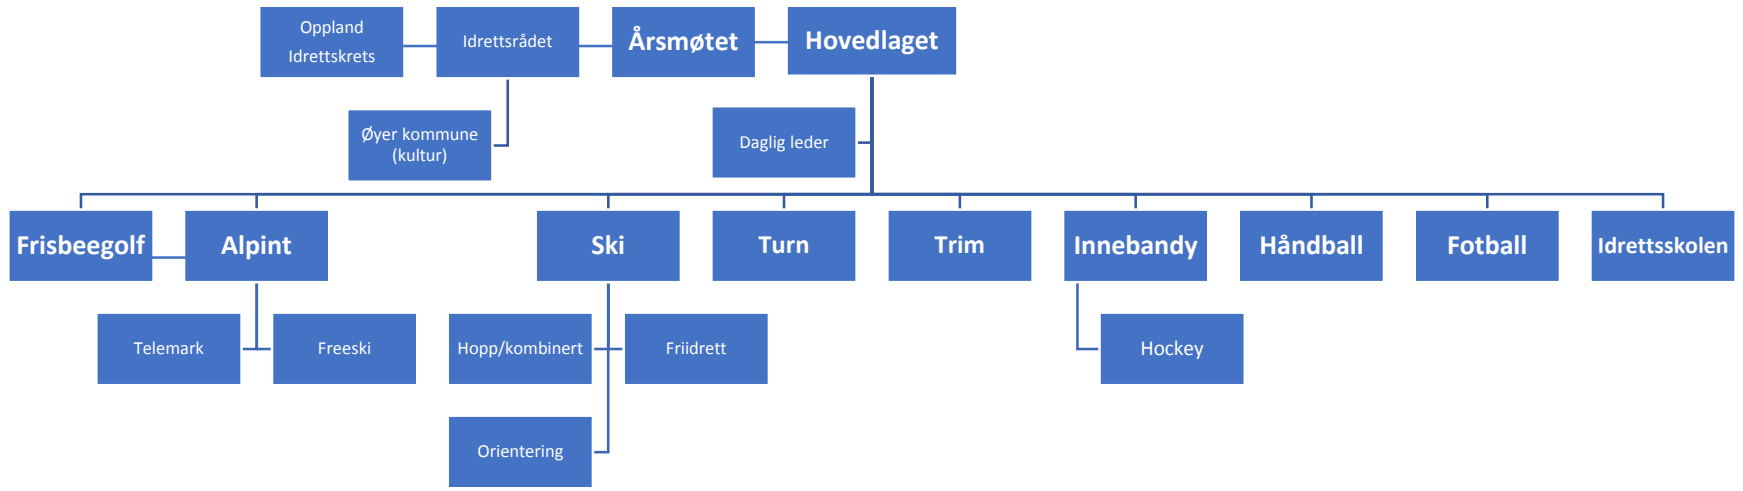 Oppland
Idrettskrets
Idrettsrådet
Årsmøtet
Hovedlaget
Øyer kommune
(kultur)
Daglig leder
Frisbeegolf
Alpint
Ski
Turn
Trim
Innebandy
Håndball
Fotball
Idrettsskolen
Telemark
Freeski
Hopp/kombinert
Friidrett
Hockey
Orientering